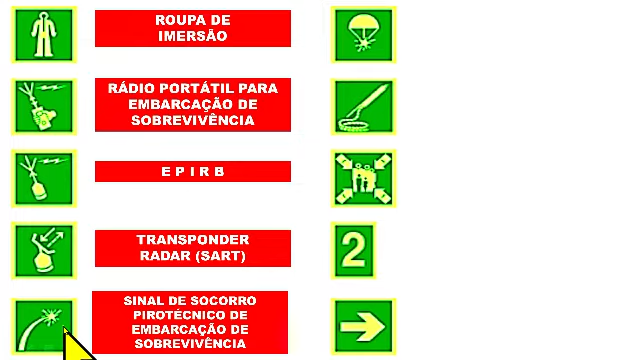 ROUPA DE
IMERSÃO
RÁDIO PORTÁTIL PARA
EMBARCAÇÃO DE
SOBREVIVÊNCIA
E P I R B
TRANSPONDER
RADAR (SART)
2
SINAL DE SOCORRO
PIROTÉCNICO DE
EMBARCAÇÃO DE
SOBREVIVÊNCIA